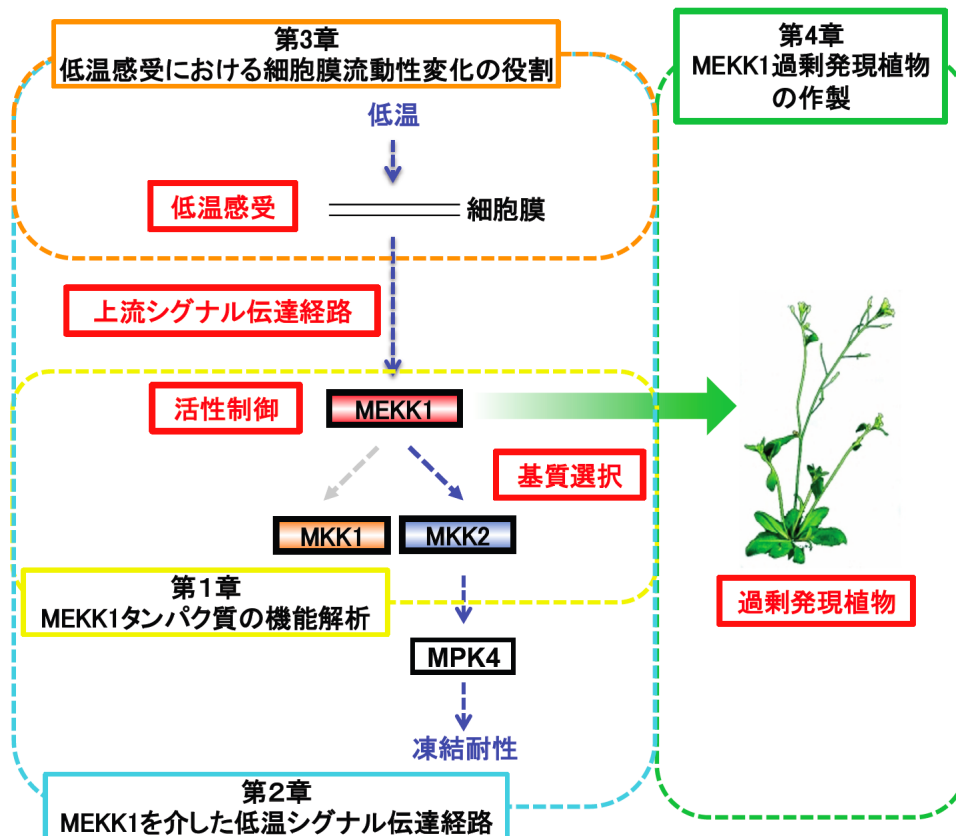 第3章
低温感受における細胞膜流動性変化の役割
第4章
MEKK1過剰発現植物
の作製
低温
低温感受
細胞膜
上流シグナル伝達経路
活性制御
MEKK1
基質選択
MKK1
MKK2
第1章
MEKK1タンパク質の機能解析
過剰発現植物
MPK4
凍結耐性
第2章
MEKK1を介した低温シグナル伝達経路